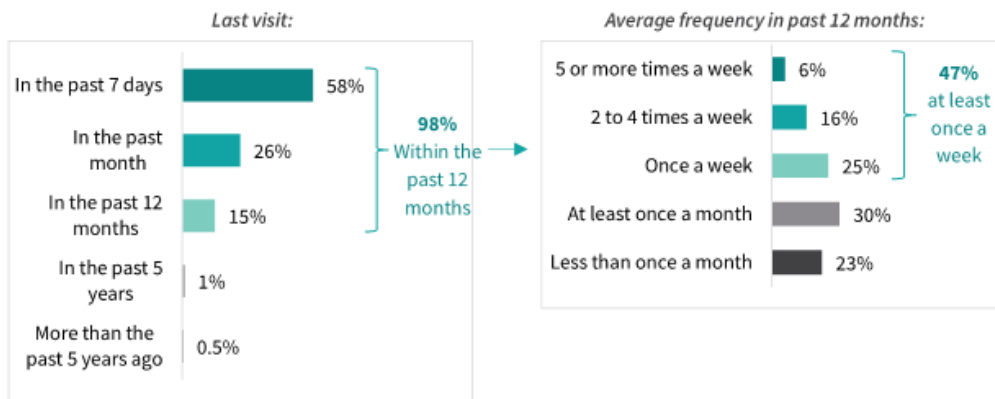 Last visit:
In the past 7 days
58%
In the past
month
26%
In the past 12
months
15%
In the past 5
years
1%
More than the
past 5 years ago
0.5%
98%
Within the
past 12
months
Average frequency in past 12 months:
5 or more times a week
6%
2 to 4 times a week
16%
Once a week
25%
At least once a month
30%
Less than once a month
23%
47%
at least
once a
week